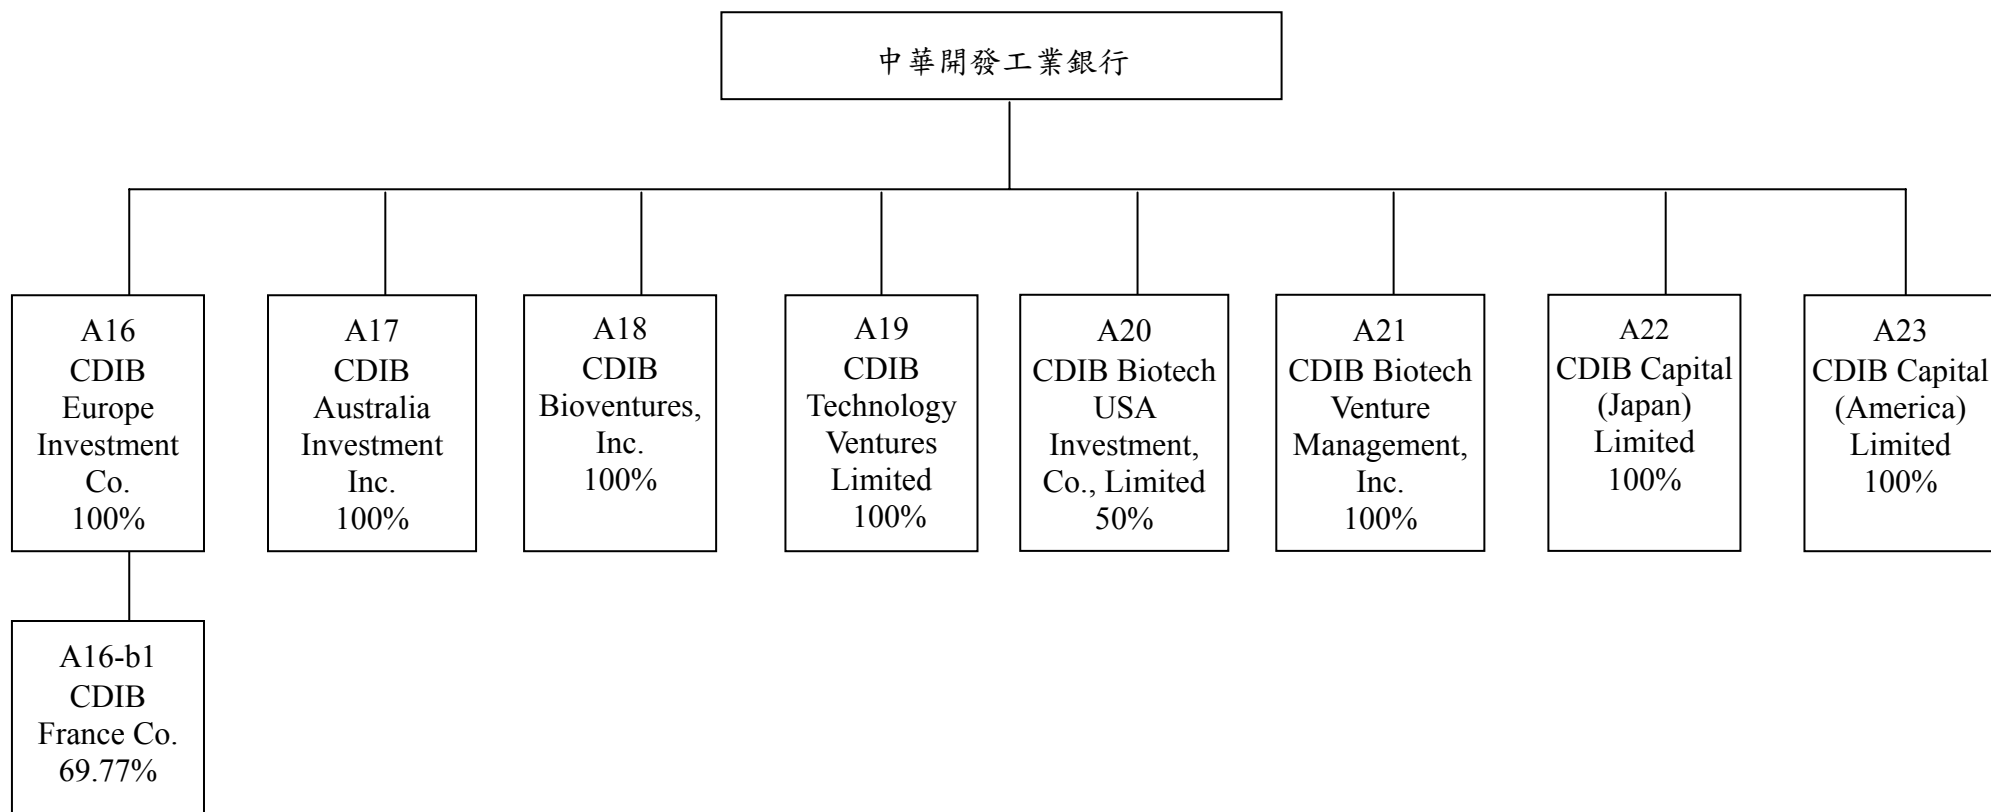 中華開發工業銀行
A16
CDIB
Europe
Investment
Co.
100%
A17
CDIB
Australia
Investment
Inc.
100%
A18
CDIB
Bioventures,
Inc.
100%
A19
CDIB
Technology
Ventures
Limited
100%
A20
CDIB Biotech
USA
Investment,
Co., Limited
50%
A21
CDIB Biotech
Venture
Management,
Inc.
100%
A22
CDIB Capital
(Japan)
Limited
100%
A23
CDIB Capital
(America)
Limited
100%
A16-b1
CDIB
France Co.
69.77%